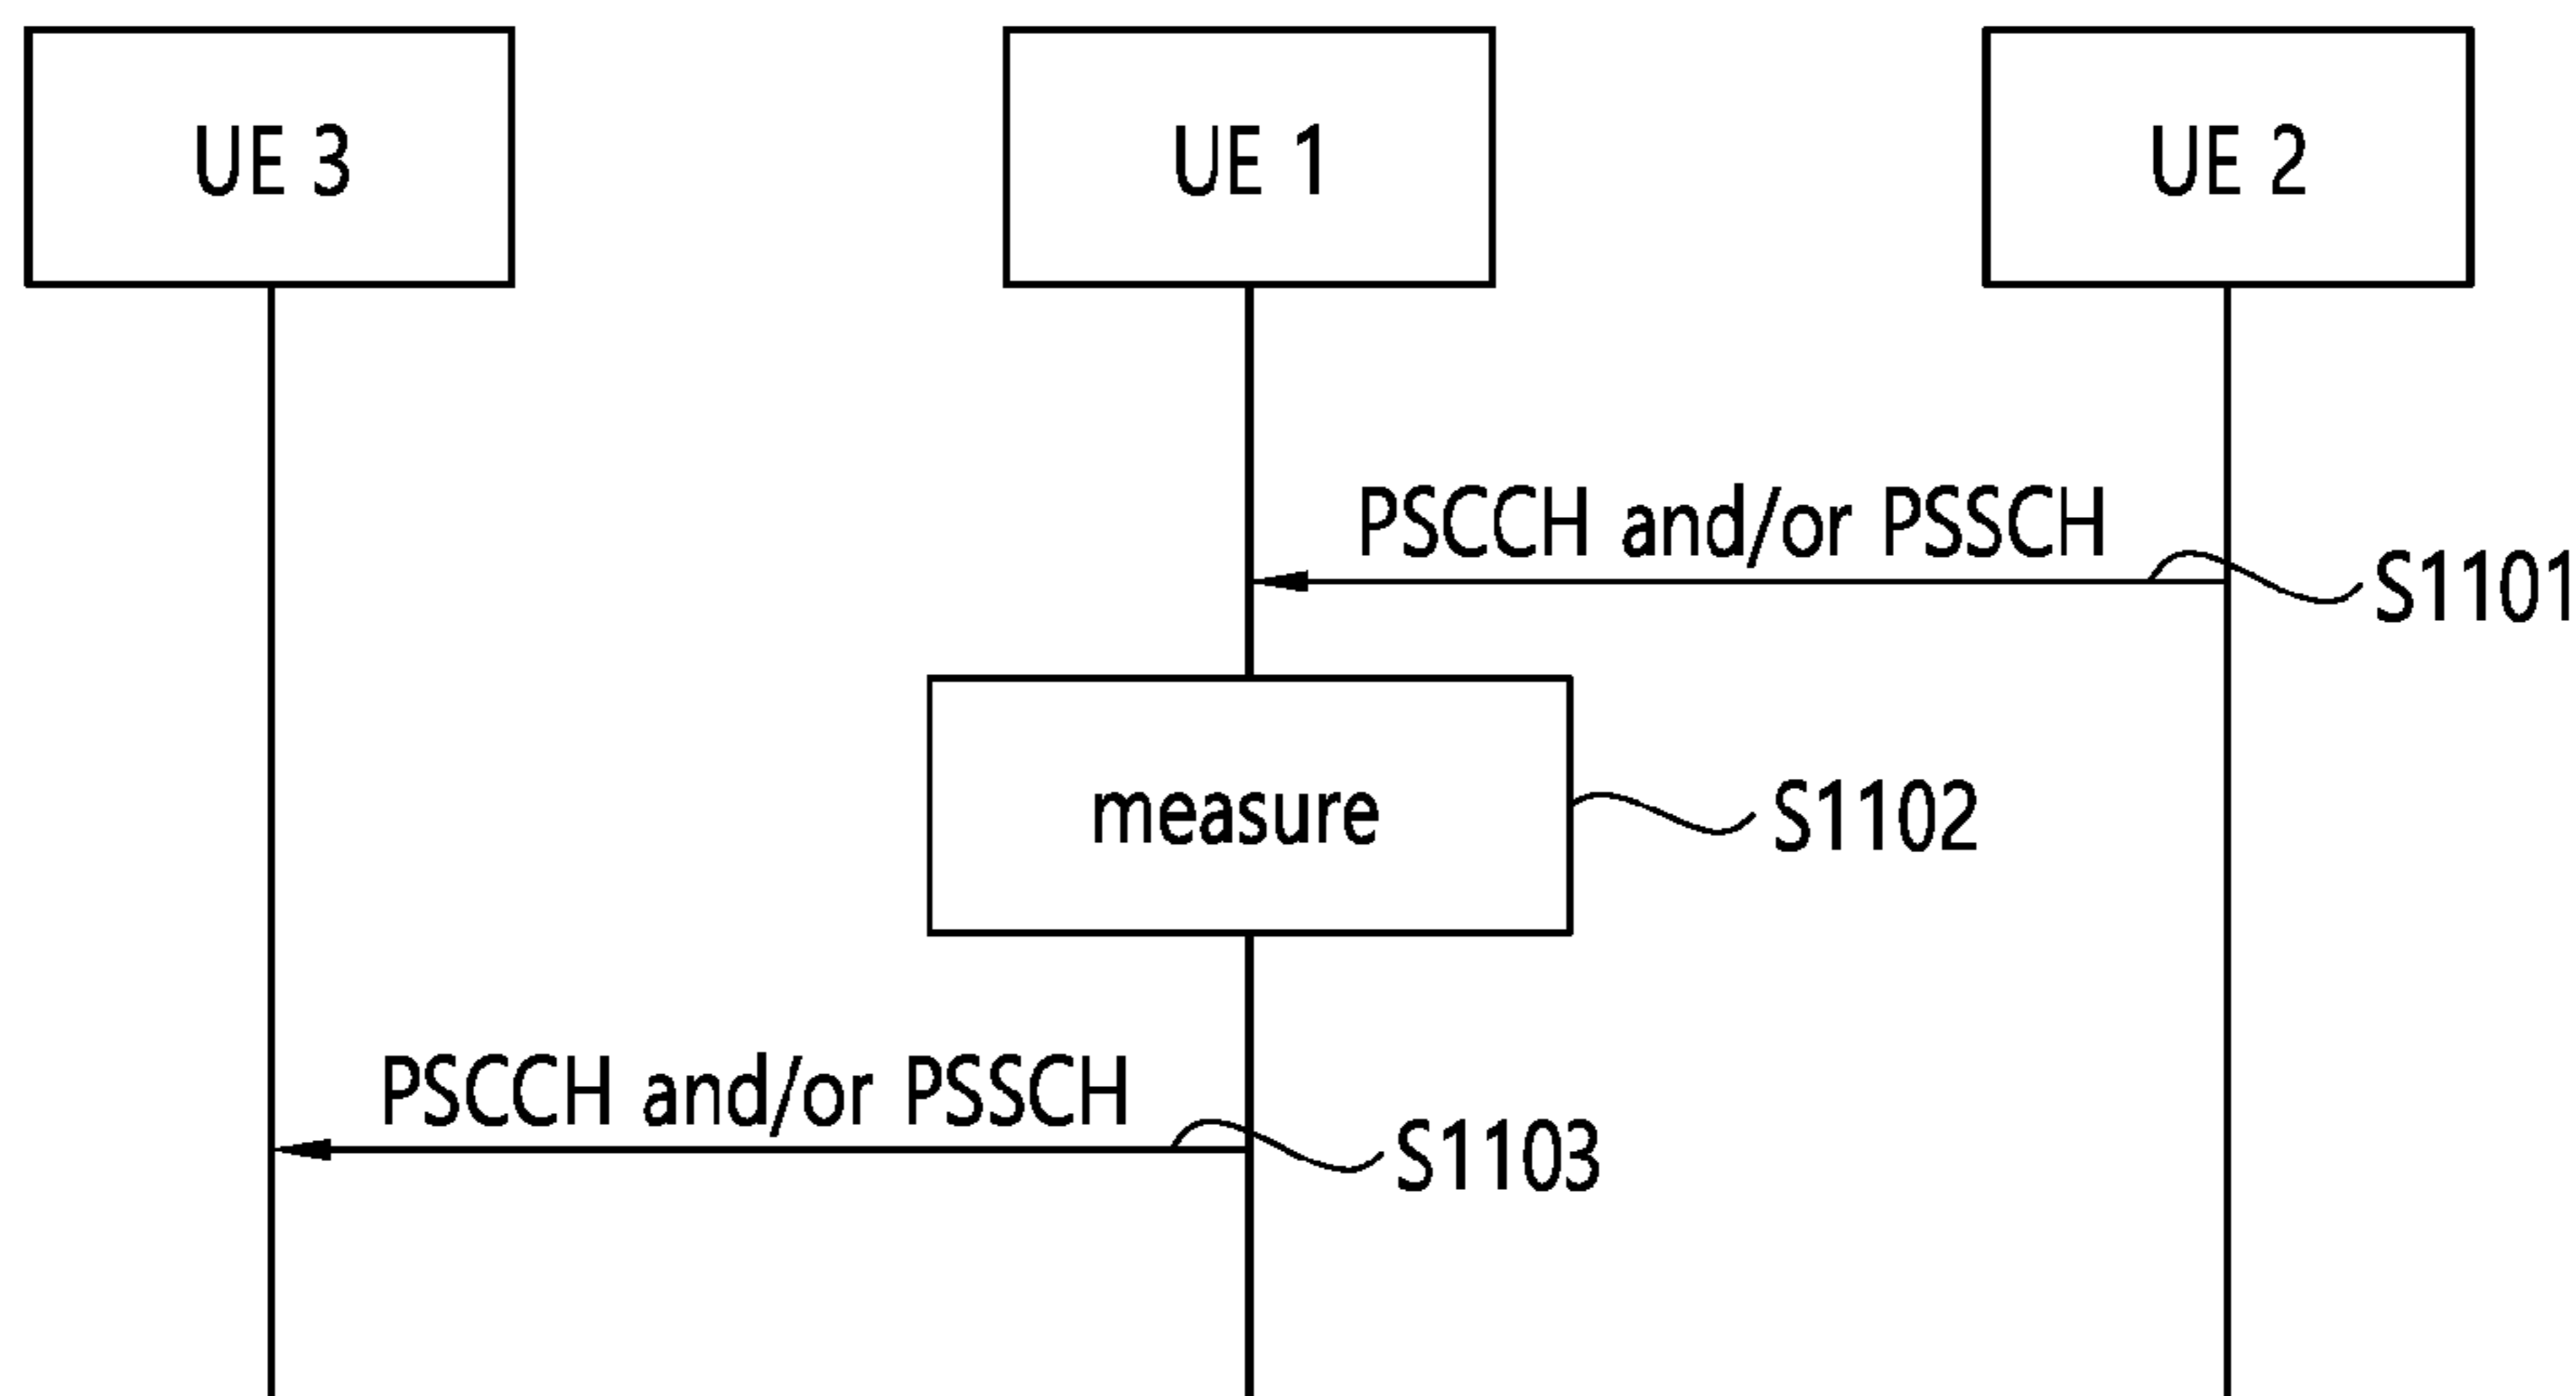 UE 3
UE 1
UE 2
PSCCH and/or PSSCH
S1101
measure
S1102
PSCCH and/or PSSCH
S1103